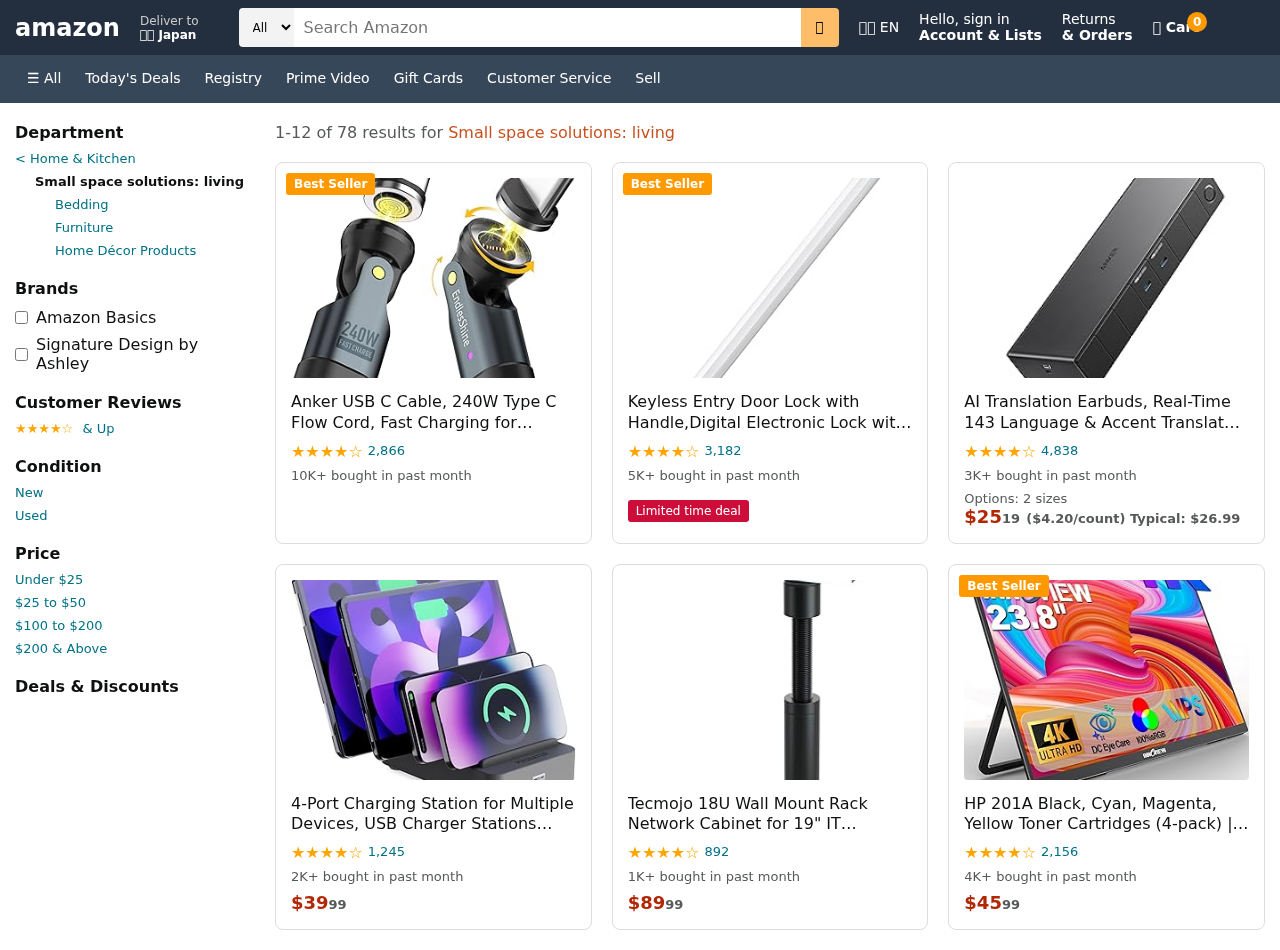 amazon
Deliver to
Japan
All
Search Amazon
EN
Hello, sign in
Account & Lists
Returns
& Orders
0
☰ All
Today's Deals
Registry
Prime Video
Gift Cards
Customer Service
Sell
Department
< Home & Kitchen
Small space solutions: living
Bedding
Furniture
Home Décor Products
Brands
Amazon Basics
Signature Design by
Ashley
Customer Reviews
★★★★☆ & Up
Condition
New
Used
Price
Under $25
$25 to $50
$100 to $200
$200 & Above
Deals & Discounts
1-12 of 78 results for Small space solutions: living
Best Seller
240W
FAST CHARGE
EndlesShine
Anker USB C Cable, 240W Type C
Flow Cord, Fast Charging for…
★★★★☆ 2,866
10K+ bought in past month
Best Seller
Keyless Entry Door Lock with
Handle,Digital Electronic Lock wit…
★★★★☆ 3,182
5K+ bought in past month
Limited time deal
ANKER
AI Translation Earbuds, Real-Time
143 Language & Accent Translat…
★★★★☆ 4,838
3K+ bought in past month
Options: 2 sizes
$25 19 ($4.20/count) Typical: $26.99
4-Port Charging Station for Multiple
Devices, USB Charger Stations…
★★★★☆ 1,245
2K+ bought in past month
$39 99
Tecmojo 18U Wall Mount Rack
Network Cabinet for 19" IT…
★★★★☆ 892
1K+ bought in past month
$89 99
Best Seller
23.8"
4K
ULTRA HD
DC Eye Care
100%sRGB
IPS
HP 201A Black, Cyan, Magenta,
Yellow Toner Cartridges (4-pack) |…
★★★★☆ 2,156
4K+ bought in past month
$45 99